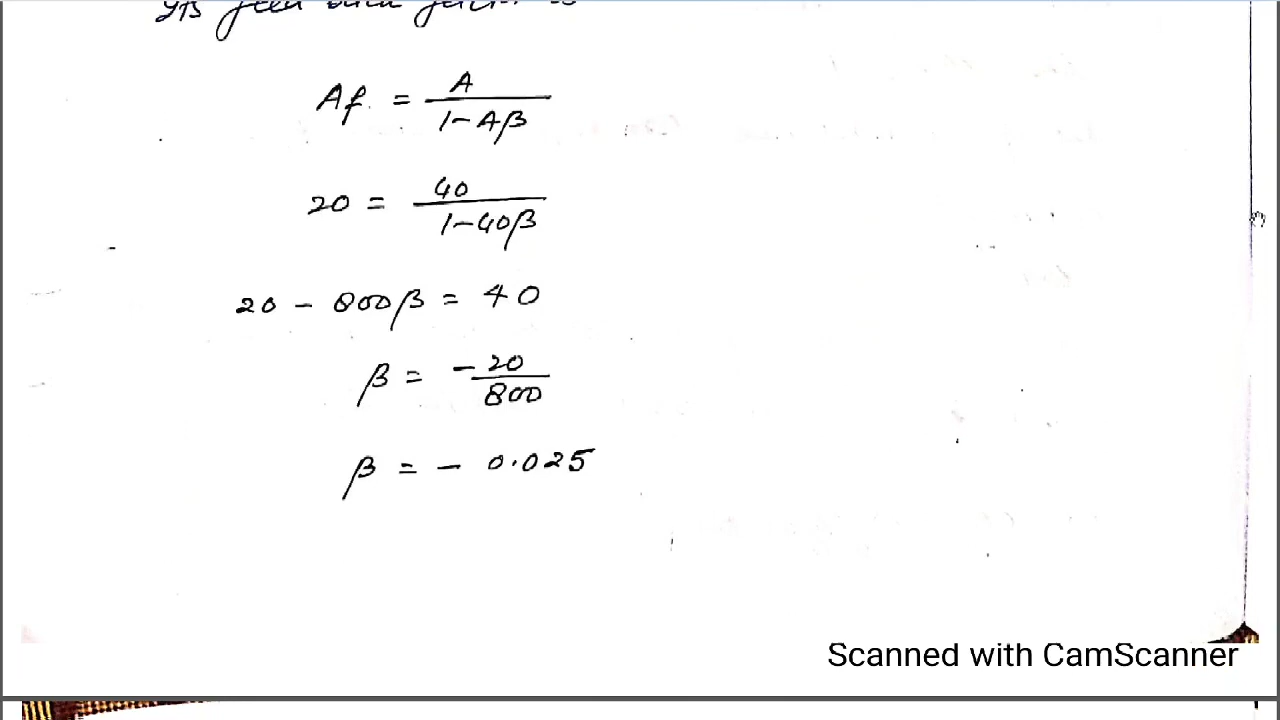 Af = A / 1-Aβ
20 = 40 / 1-40β
20 - 800β = 40
β = -20 / 800
β = - 0.025
Scanned with CamScanner